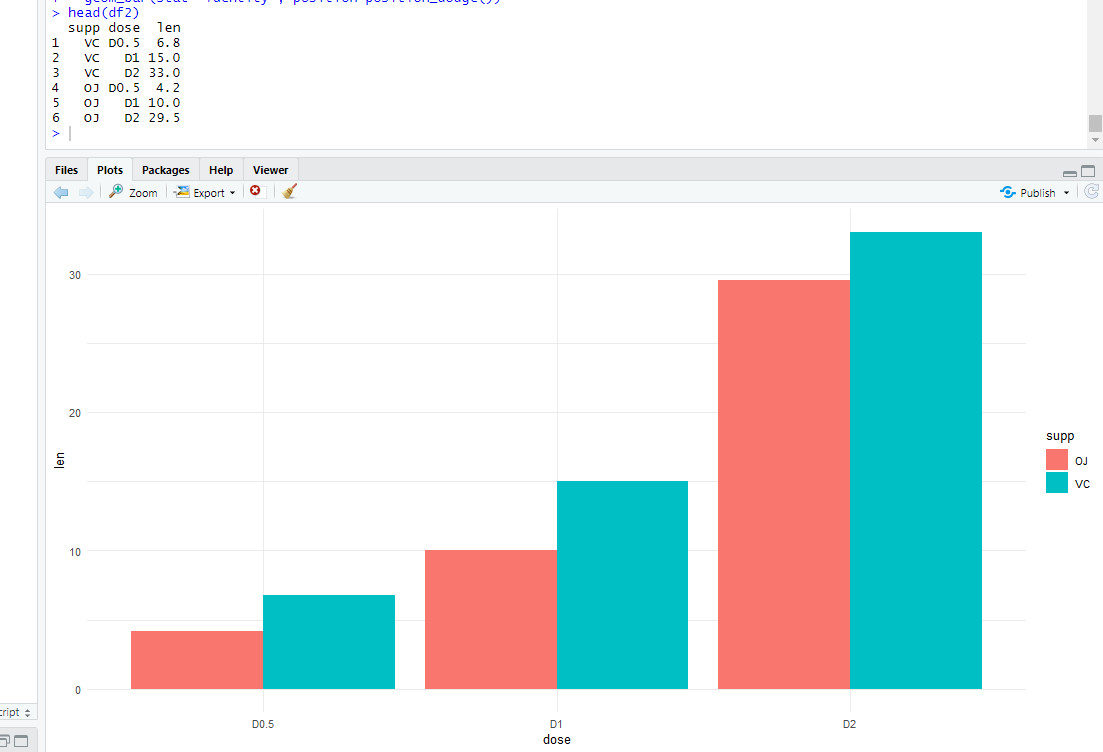 > head(df2)
  supp dose  len
1   VC D0.5  6.8
2   VC   D1 15.0
3   VC   D2 33.0
4   OJ D0.5  4.2
5   OJ   D1 10.0
6   OJ   D2 29.5
>
Files Plots Packages Help Viewer
Zoom Export Publish
30
20
10
0
len
D0.5 D1 D2
dose
supp
OJ
VC